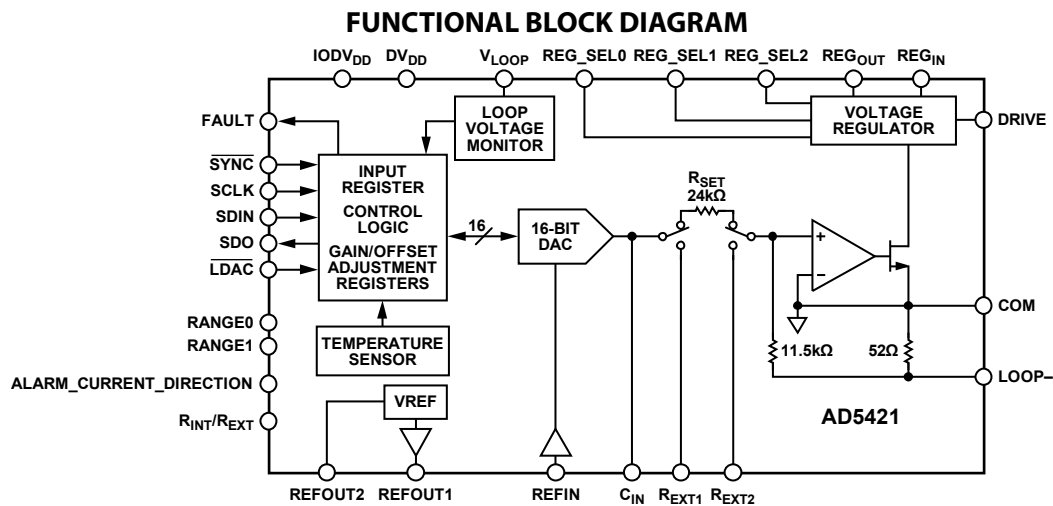 FUNCTIONAL BLOCK DIAGRAM
IODVDD
DVDD
VLOOP
REG_SEL0
REG_SEL1
REG_SEL2
REGOUT
REGIN
FAULT
SYNC
SCLK
SDIN
SDO
LDAC
RANGE0
RANGE1
ALARM_CURRENT_DIRECTION
RINT/REXT
INPUT
REGISTER
CONTROL
LOGIC
GAIN/OFFSET
ADJUSTMENT
REGISTERS
LOOP
VOLTAGE
MONITOR
TEMPERATURE
SENSOR
VREF
16
16-BIT
DAC
RSET
24kΩ
VOLTAGE
REGULATOR
DRIVE
+
–
COM
11.5kΩ
52Ω
LOOP–
AD5421
REFOUT2
REFOUT1
REFIN
CIN
REXT1
REXT2